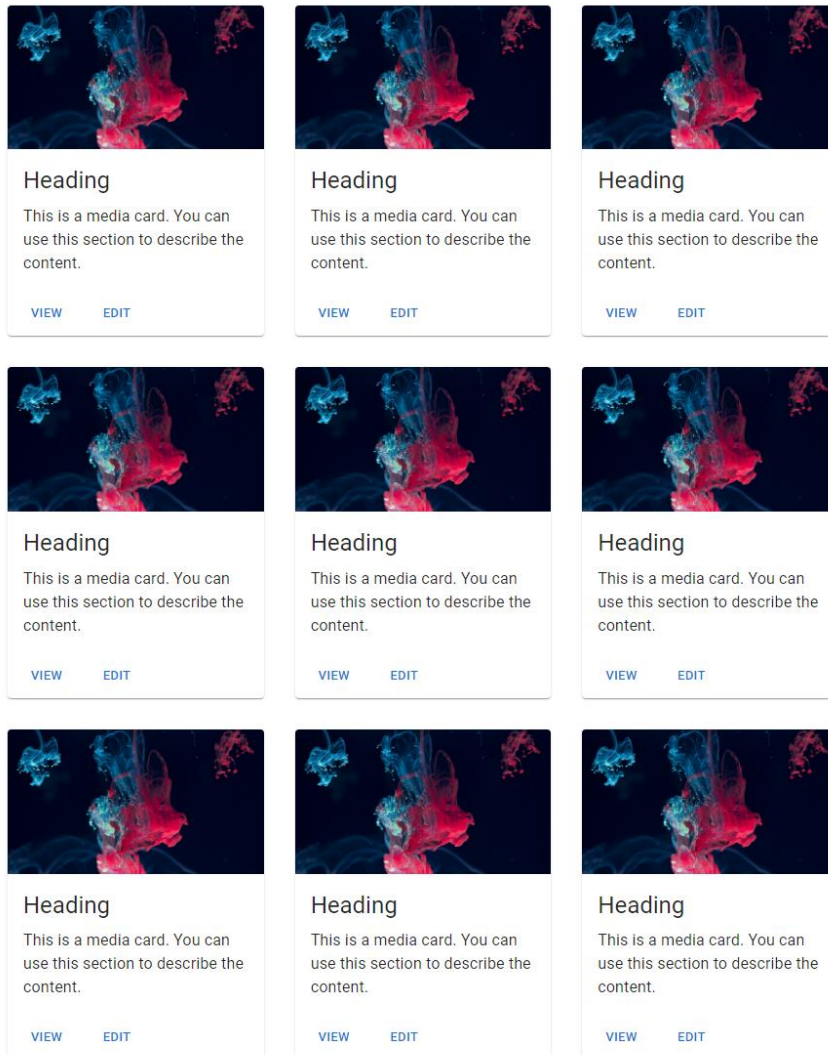 Heading
This is a media card. You can
use this section to describe the
content.
VIEW EDIT
Heading
This is a media card. You can
use this section to describe the
content.
VIEW EDIT
Heading
This is a media card. You can
use this section to describe the
content.
VIEW EDIT
Heading
This is a media card. You can
use this section to describe the
content.
VIEW EDIT
Heading
This is a media card. You can
use this section to describe the
content.
VIEW EDIT
Heading
This is a media card. You can
use this section to describe the
content.
VIEW EDIT
Heading
This is a media card. You can
use this section to describe the
content.
VIEW EDIT
Heading
This is a media card. You can
use this section to describe the
content.
VIEW EDIT
Heading
This is a media card. You can
use this section to describe the
content.
VIEW EDIT